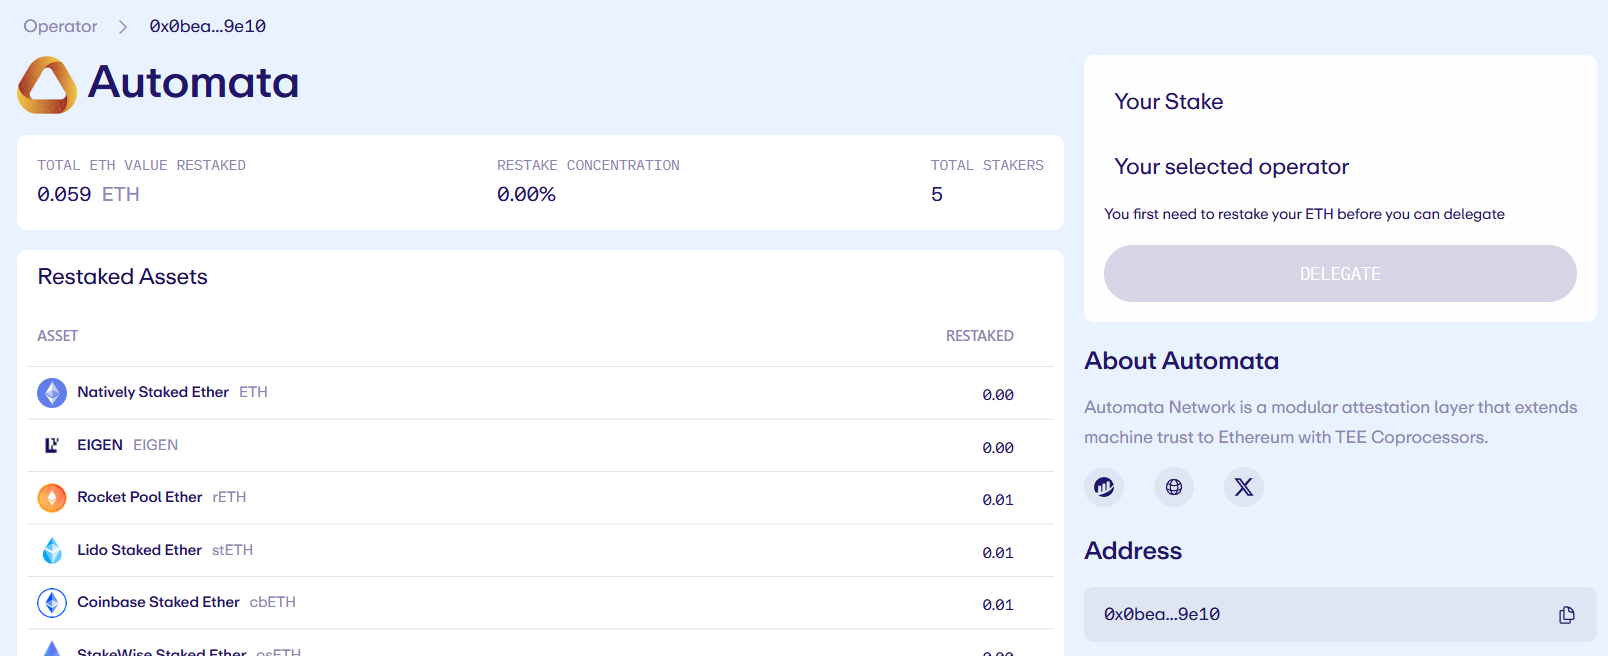 Operator > 0x0bea...9e10
Automata
TOTAL ETH VALUE RESTAKED
0.059 ETH
RESTAKE CONCENTRATION
0.00%
TOTAL STAKERS
5
Restaked Assets
ASSET RESTAKED
Natively Staked Ether ETH 0.00
EIGEN EIGEN 0.00
Rocket Pool Ether rETH 0.01
Lido Staked Ether stETH 0.01
Coinbase Staked Ether cbETH 0.01
StakeWise Staked Ether osETH 0.00
Your Stake
Your selected operator
You first need to restake your ETH before you can delegate
DELEGATE
About Automata
Automata Network is a modular attestation layer that extends
machine trust to Ethereum with TEE Coprocessors.
Address
0x0bea...9e10